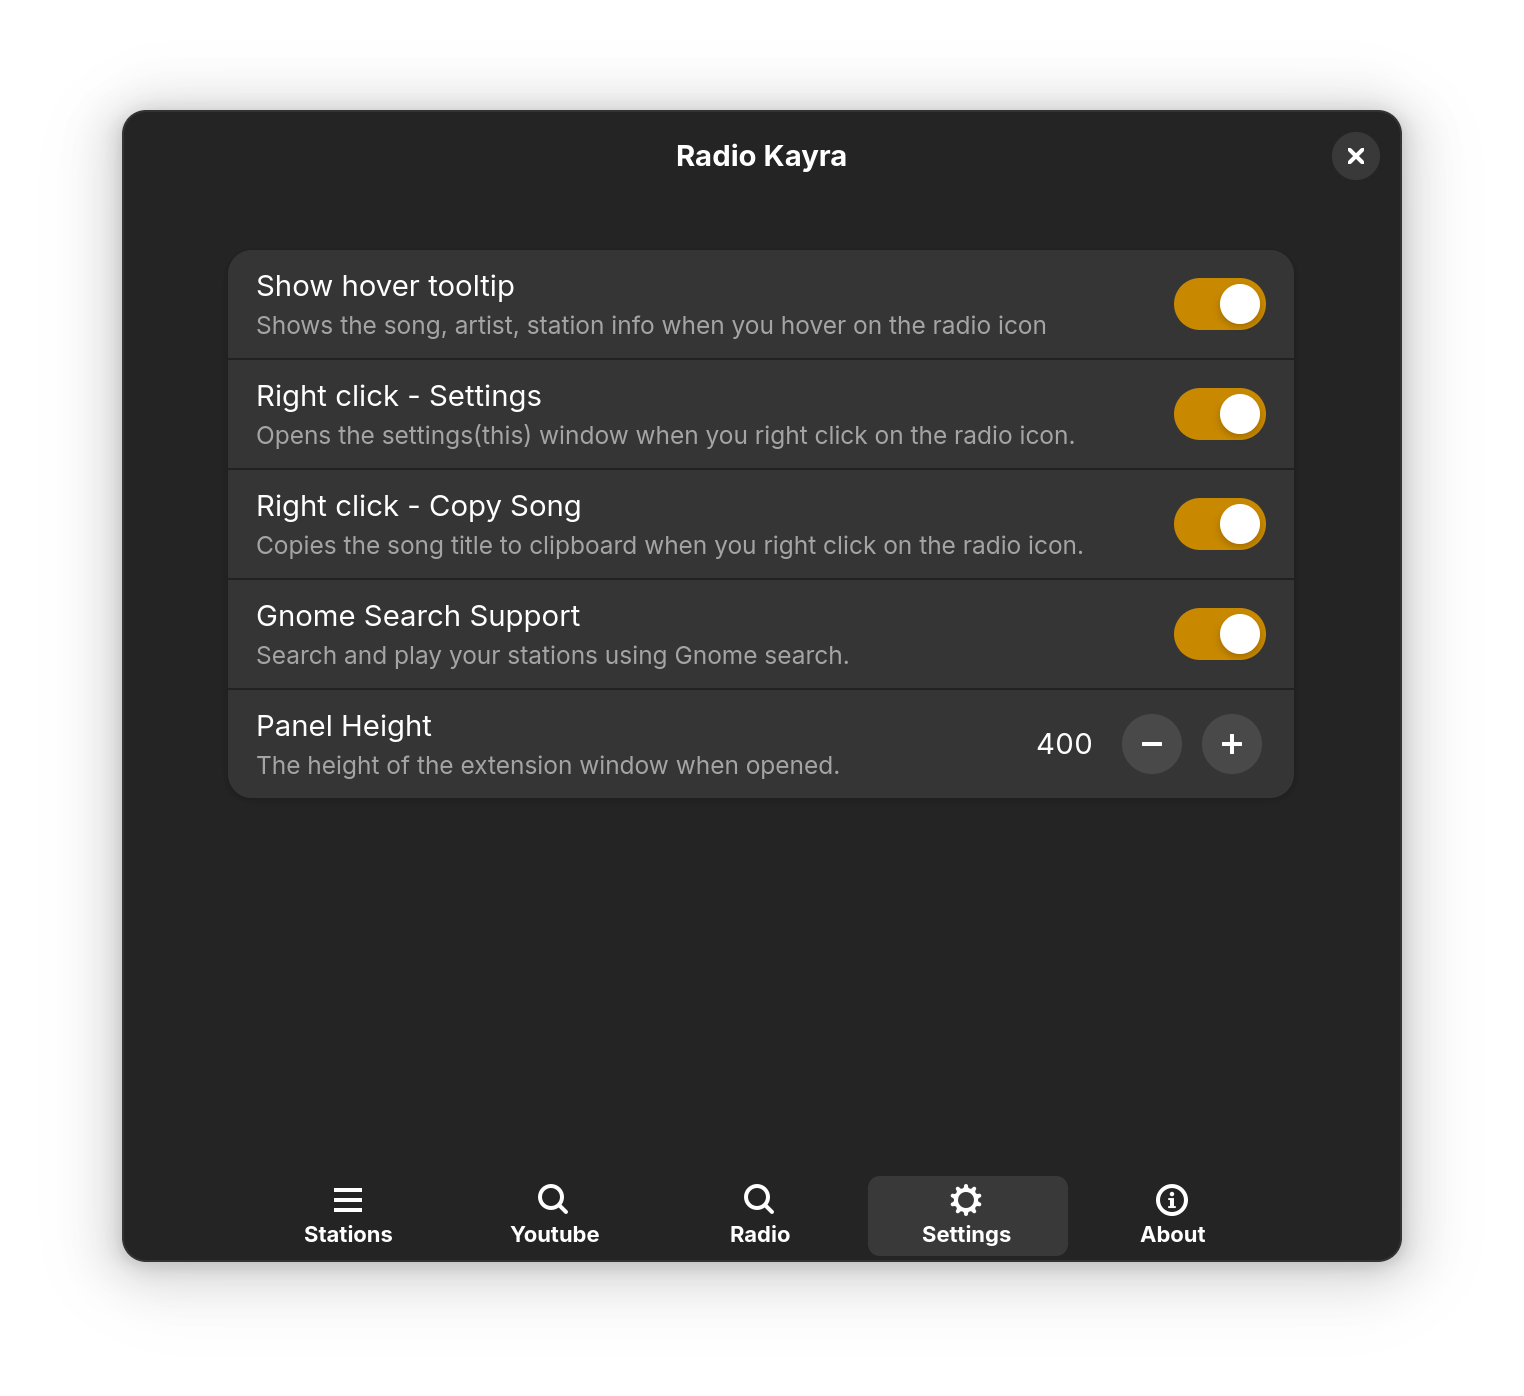 Radio Kayra
Show hover tooltip
Shows the song, artist, station info when you hover on the radio icon
Right click - Settings
Opens the settings(this) window when you right click on the radio icon.
Right click - Copy Song
Copies the song title to clipboard when you right click on the radio icon.
Gnome Search Support
Search and play your stations using Gnome search.
Panel Height
The height of the extension window when opened.
400
Stations
Youtube
Radio
Settings
About